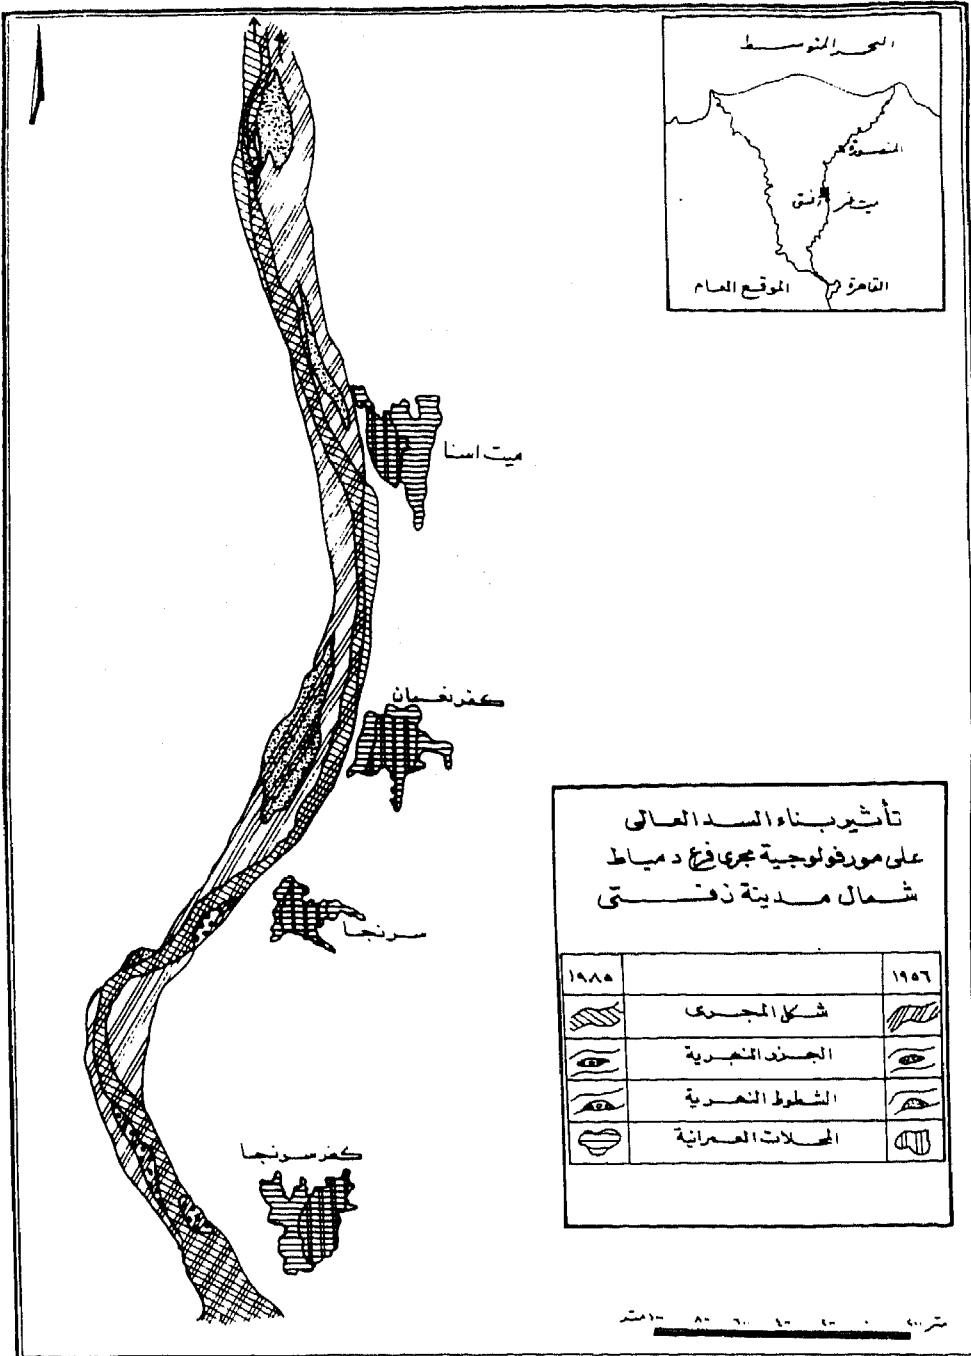 البحر المتوسط
المنصورة
ميت غمر
زفتى
القاهرة
الموقع العام
ميت اسنا
كفر نعمان
سرنجا
كفر سرنجا
تأثير بناء السد العالى
على مورفولوجية مجرى فرع دمياط
شمال مدينة زفتى
١٩٥٦ ١٩٨٥
شكل المجرى
الجزر النهرية
الشطوط النهرية
المحلات العمرانية